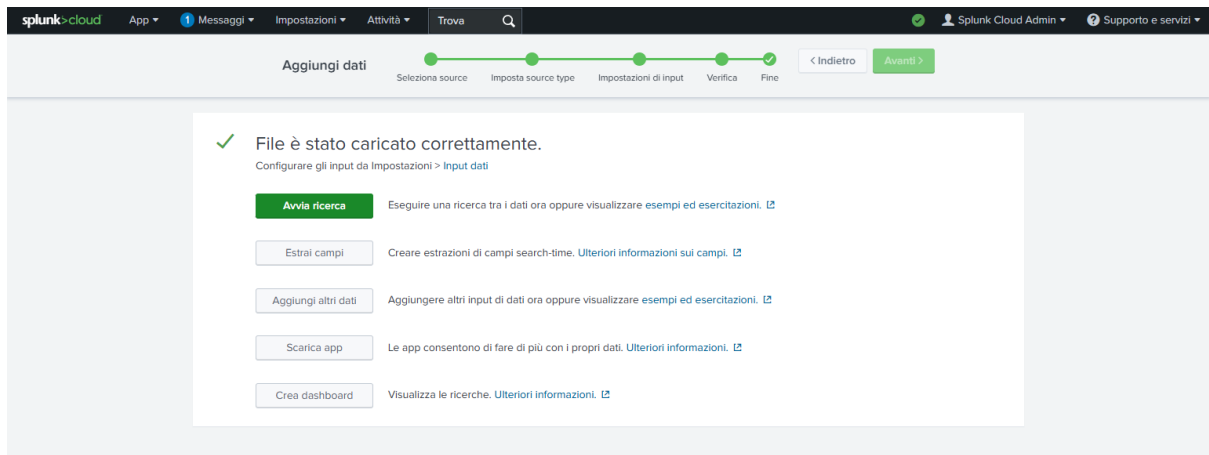 splunk>cloud App 1 Messaggi Impostazioni Attività Trova Splunk Cloud Admin ? Supporto e servizi
Aggiungi dati
Seleziona source Imposta source type Impostazioni di input Verifica Fine
< Indietro Avanti >
File è stato caricato correttamente.
Configurare gli input da Impostazioni > Input dati
Avvia ricerca Eseguire una ricerca tra i dati ora oppure visualizzare esempi ed esercitazioni.
Estrai campi Creare estrazioni di campi search-time. Ulteriori informazioni sui campi.
Aggiungi altri dati Aggiungere altri input di dati ora oppure visualizzare esempi ed esercitazioni.
Scarica app Le app consentono di fare di più con i propri dati. Ulteriori informazioni.
Crea dashboard Visualizza le ricerche. Ulteriori informazioni.